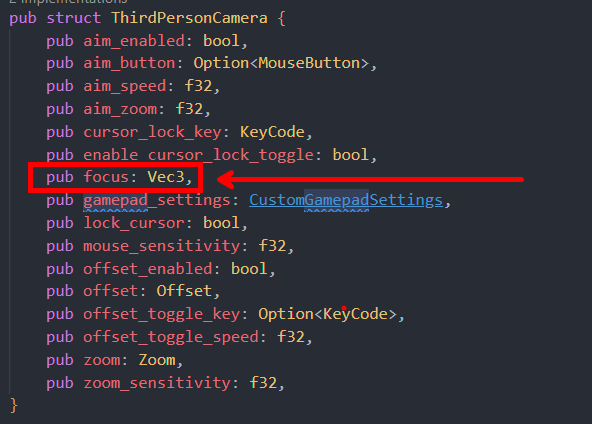 2 implementations
pub struct ThirdPersonCamera {
pub aim_enabled: bool,
pub aim_button: Option<MouseButton>,
pub aim_speed: f32,
pub aim_zoom: f32,
pub cursor_lock_key: KeyCode,
pub enable_cursor_lock_toggle: bool,
pub focus: Vec3,
pub gamepad_settings: CustomGamepadSettings,
pub lock_cursor: bool,
pub mouse_sensitivity: f32,
pub offset_enabled: bool,
pub offset: Offset,
pub offset_toggle_key: Option<KeyCode>,
pub offset_toggle_speed: f32,
pub zoom: Zoom,
pub zoom_sensitivity: f32,
}